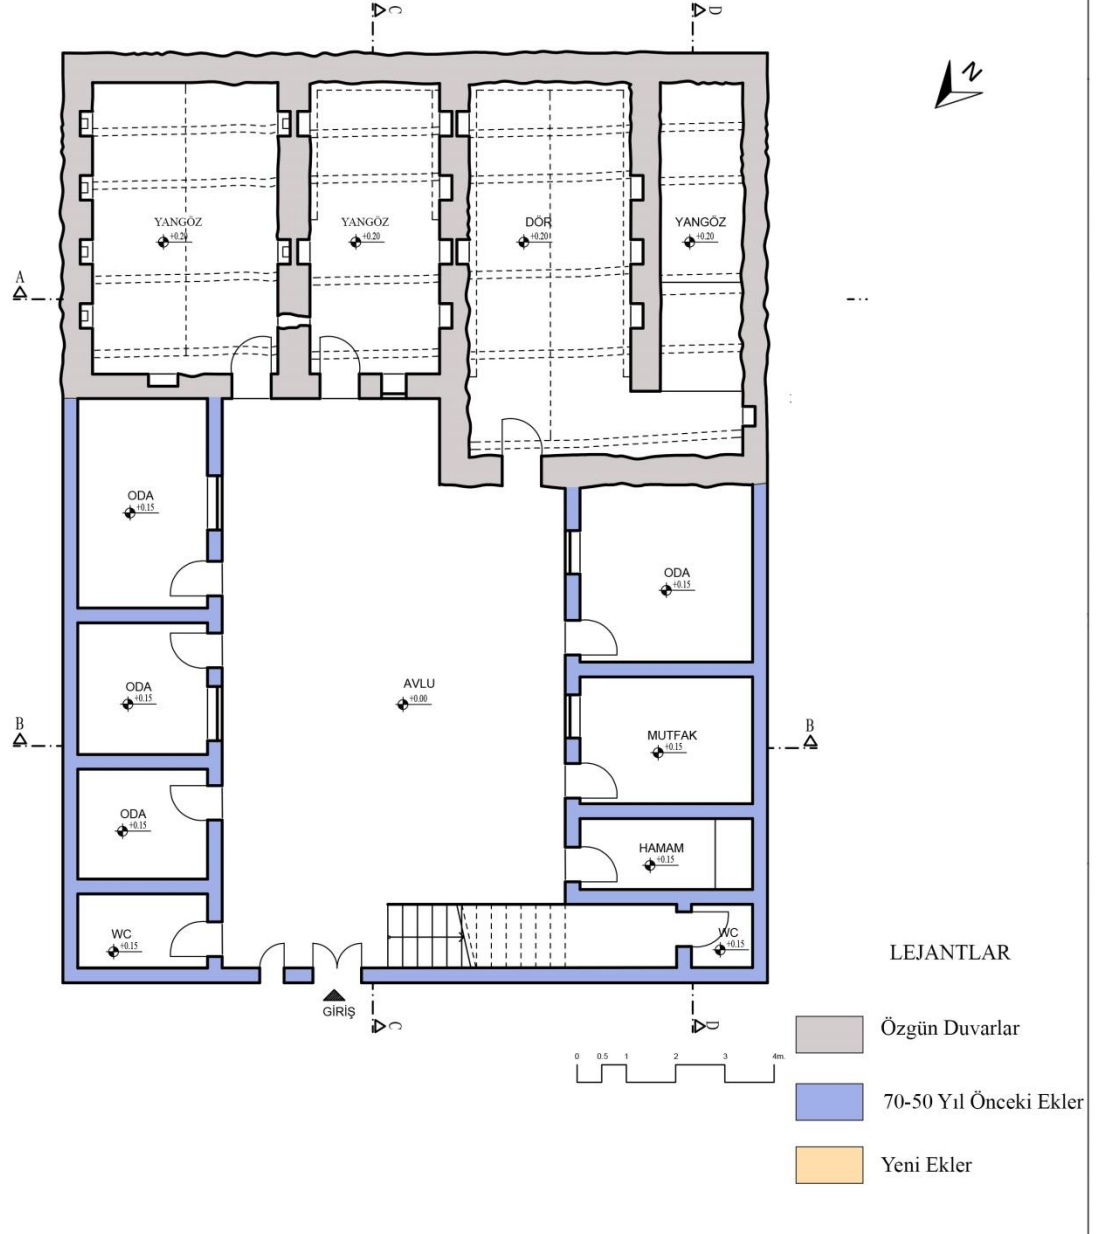 C
D
N
YANGÖZ
+0.20
YANGÖZ
+0.20
DÖR
+0.20
YANGÖZ
+0.20
A
ODA
+0.15
ODA
+0.15
ODA
+0.15
AVLU
+0.00
B
MUTFAK
+0.15
B
ODA
+0.15
HAMAM
+0.15
WC
+0.15
WC
+0.15
GİRİŞ
C
D
0 0.5 1 2 3 4m.
LEJANTLAR
Özgün Duvarlar
70-50 Yıl Önceki Ekler
Yeni Ekler